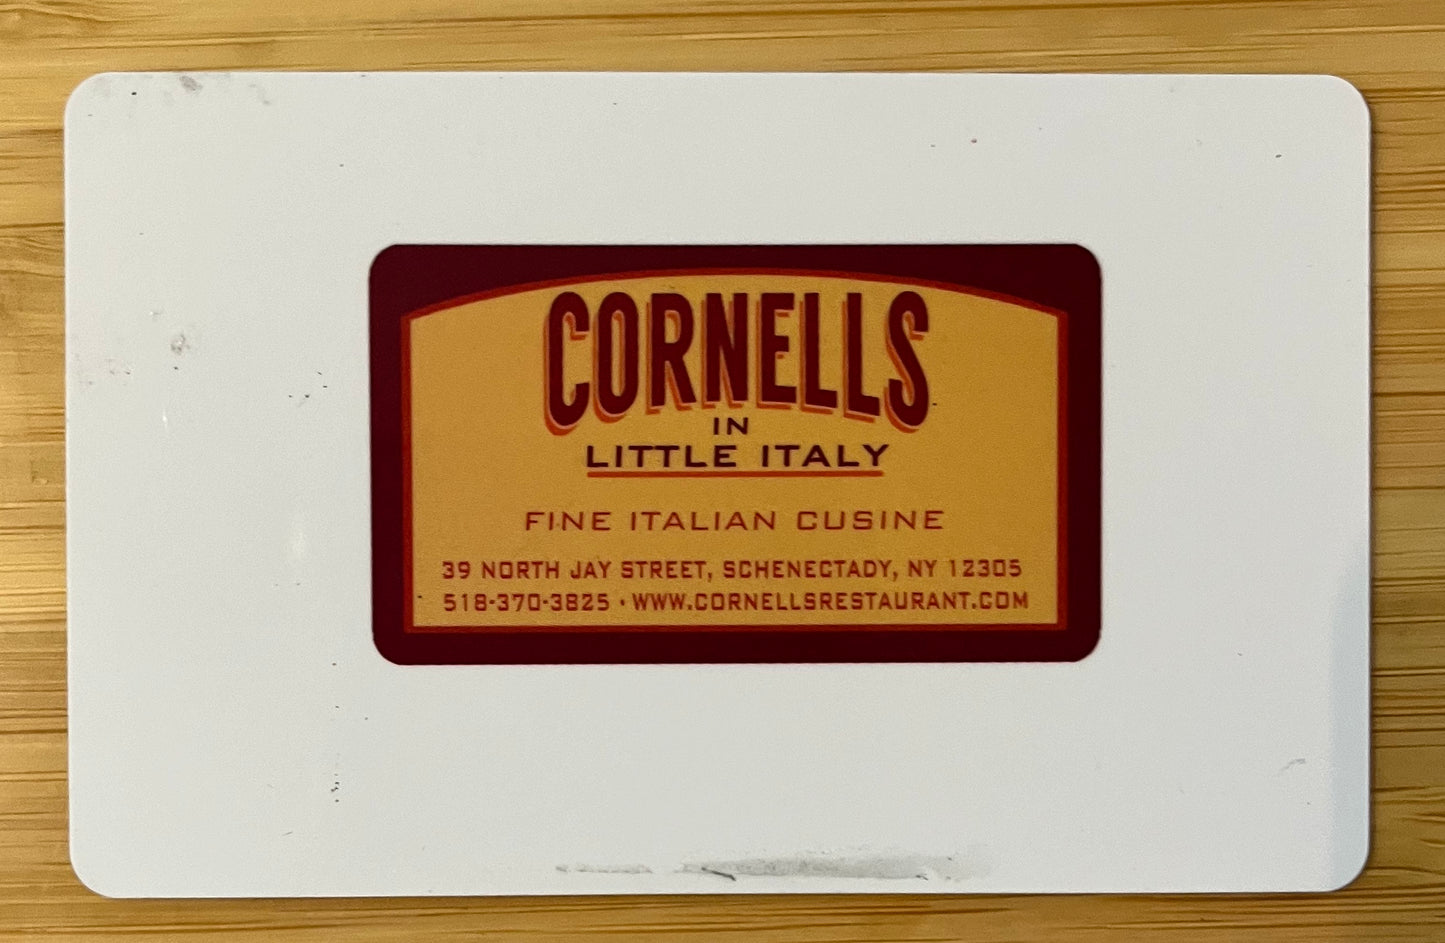 CORNELLS
IN
LITTLE ITALY
FINE ITALIAN CUSINE
39 NORTH JAY STREET, SCHENECTADY, NY 12305
518-370-3825 • WWW.CORNELLSRESTAURANT.COM